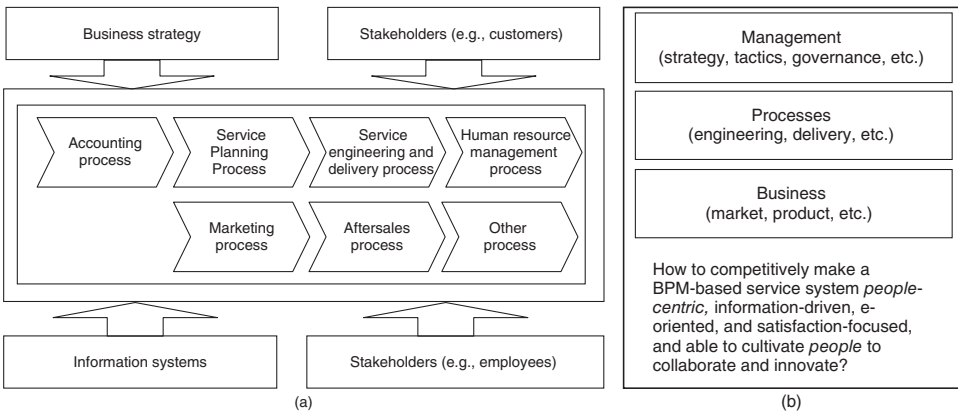 Business strategy
Stakeholders (e.g., customers)
Accounting
process
Service
Planning
Process
Service
engineering and
delivery process
Human resource
management
process
Marketing
process
Aftersales
process
Other
process
Information systems
Stakeholders (e.g., employees)
(a)
Management
(strategy, tactics, governance, etc.)
Processes
(engineering, delivery, etc.)
Business
(market, product, etc.)
How to competitively make a
BPM-based service system people-
centric, information-driven, e-
oriented, and satisfaction-focused,
and able to cultivate people to
collaborate and innovate?
(b)